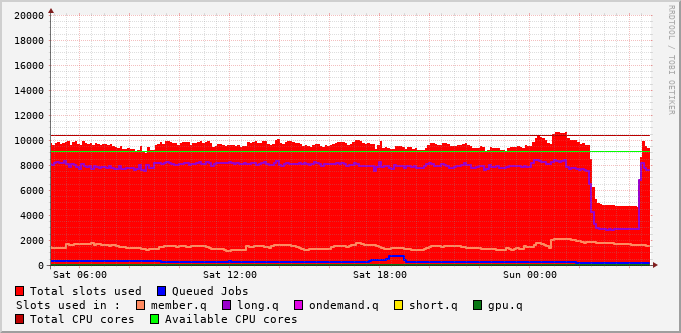 20000
18000
16000
14000
12000
10000
8000
6000
4000
2000
0
Sat 06:00 Sat 12:00 Sat 18:00 Sun 00:00
Total slots used Queued Jobs
Slots used in : member.q long.q ondemand.q short.q gpu.q
Total CPU cores Available CPU cores
RRDTOOL / TOBI OETIKER